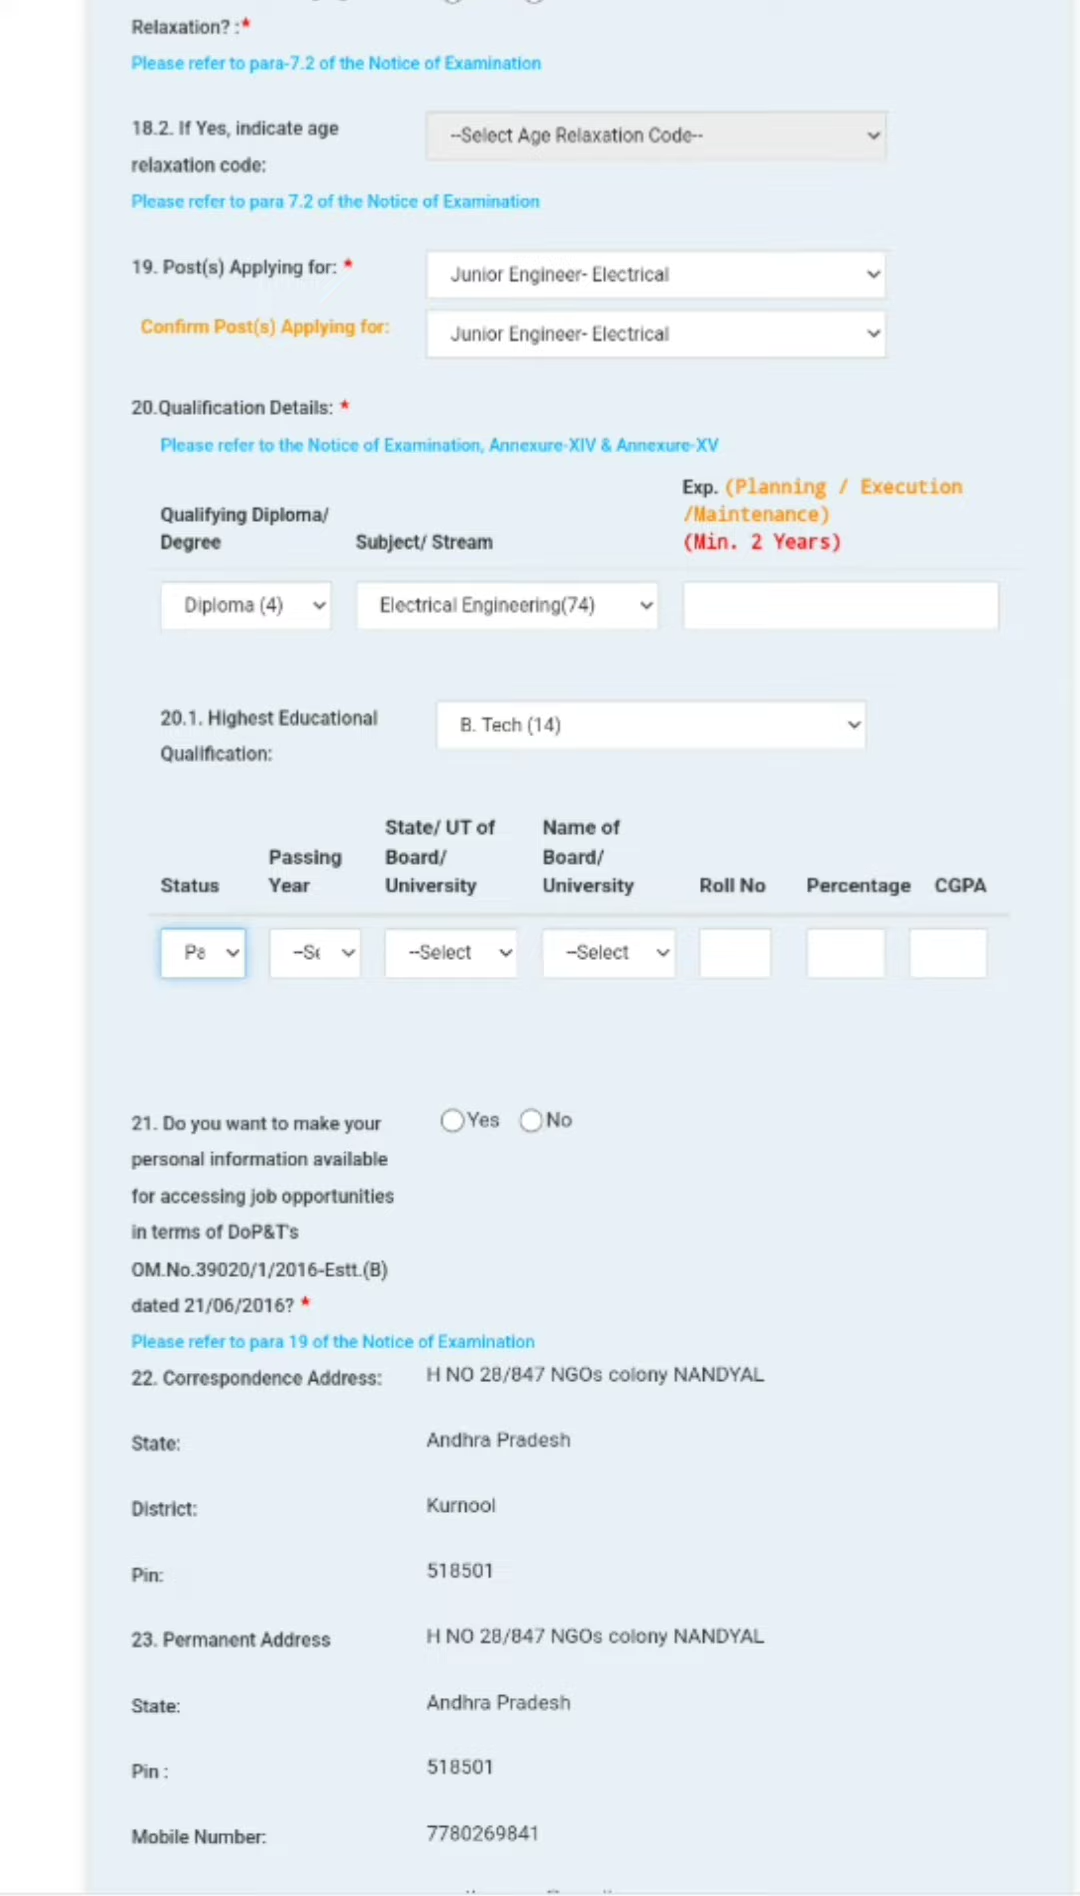 Relaxation? :*
Please refer to para-7.2 of the Notice of Examination
18.2. If Yes, indicate age
relaxation code:
--Select Age Relaxation Code--
Please refer to para 7.2 of the Notice of Examination
19. Post(s) Applying for: *
Junior Engineer- Electrical
Confirm Post(s) Applying for:
Junior Engineer- Electrical
20.Qualification Details: *
Please refer to the Notice of Examination, Annexure-XIV & Annexure-XV
Qualifying Diploma/
Degree
Subject/ Stream
Exp. (Planning / Execution
/Maintenance)
(Min. 2 Years)
Diploma (4)
Electrical Engineering(74)
20.1. Highest Educational
Qualification:
B. Tech (14)
Status
Passing
Year
State/ UT of
Board/
University
Name of
Board/
University
Roll No
Percentage
CGPA
Pa
--Se
--Select
--Select
21. Do you want to make your
personal information available
for accessing job opportunities
in terms of DoP&T's
OM.No.39020/1/2016-Estt.(B)
dated 21/06/2016? *
Yes No
Please refer to para 19 of the Notice of Examination
22. Correspondence Address: H NO 28/847 NGOs colony NANDYAL
State: Andhra Pradesh
District: Kurnool
Pin: 518501
23. Permanent Address H NO 28/847 NGOs colony NANDYAL
State: Andhra Pradesh
Pin : 518501
Mobile Number: 7780269841